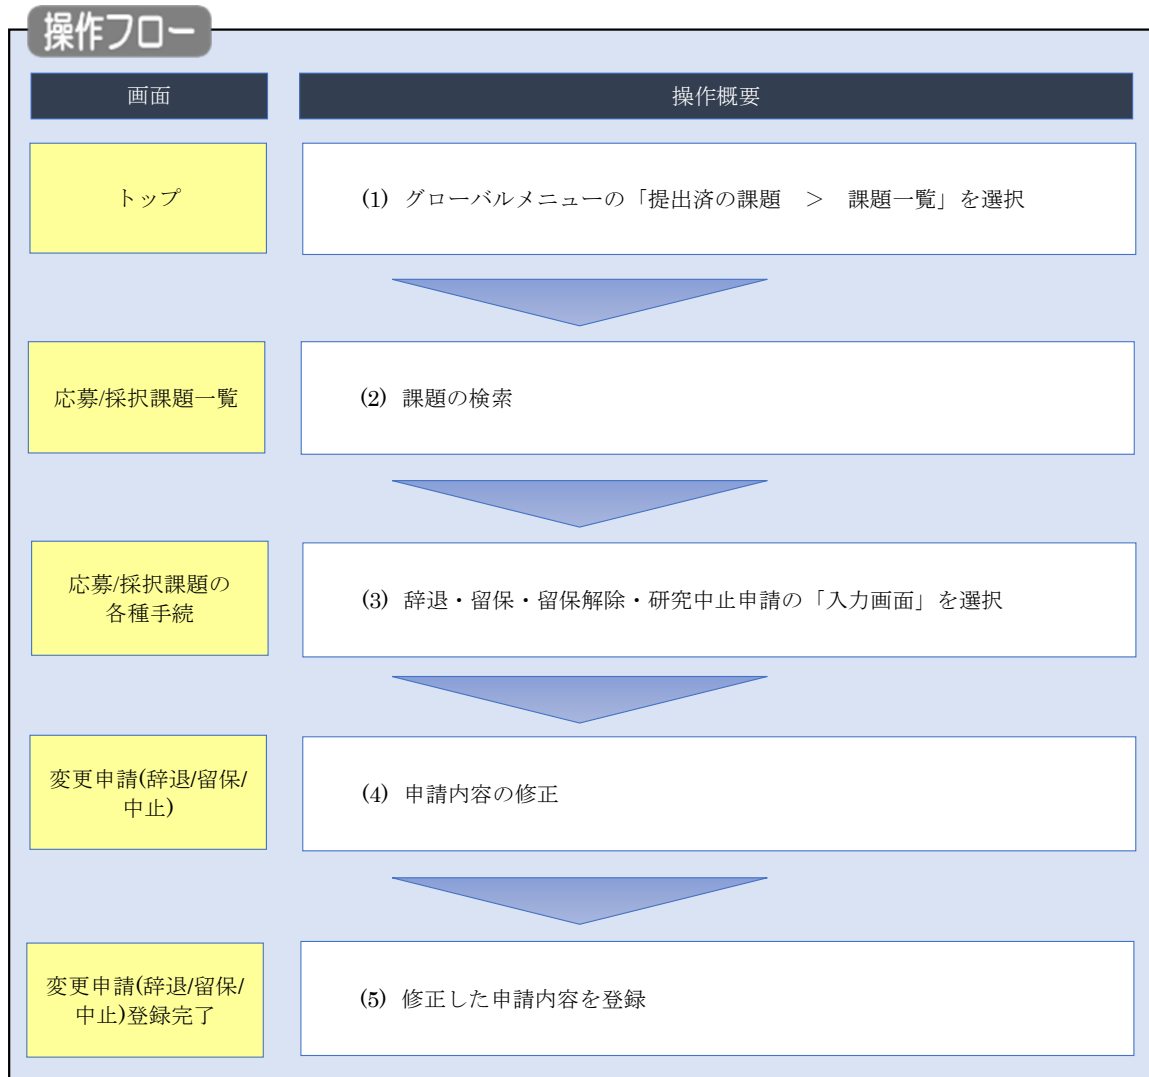 操作フロー
画面
操作概要
トップ
(1) グローバルメニューの「提出済の課題　＞　課題一覧」を選択
応募/採択課題一覧
(2) 課題の検索
応募/採択課題の
各種手続
(3) 辞退・留保・留保解除・研究中止申請の「入力画面」を選択
変更申請(辞退/留保/
中止)
(4) 申請内容の修正
変更申請(辞退/留保/
中止)登録完了
(5) 修正した申請内容を登録